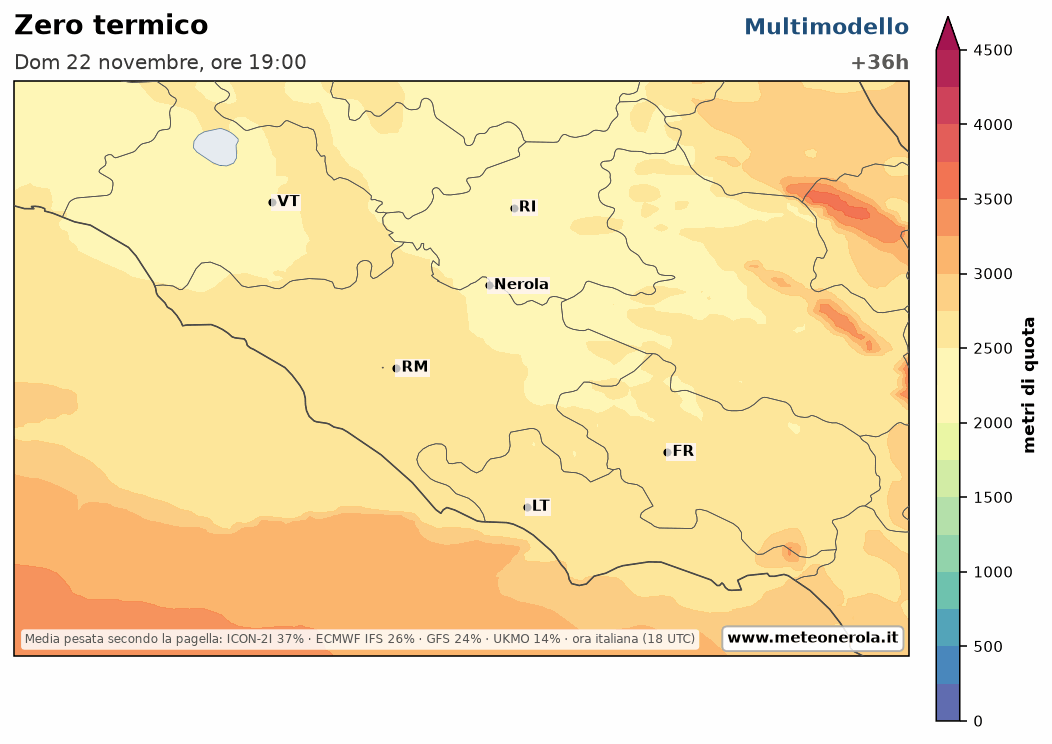 Zero termico
Multimodello
Dom 22 novembre, ore 19:00
+36h
4500
4000
3500
3000
2500
2000
1500
1000
500
0
metri di quota
VT
RI
Nerola
RM
FR
LT
Media pesata secondo la pagella: ICON-2I 37% · ECMWF IFS 26% · GFS 24% · UKMO 14% · ora italiana (18 UTC)
www.meteonerola.it